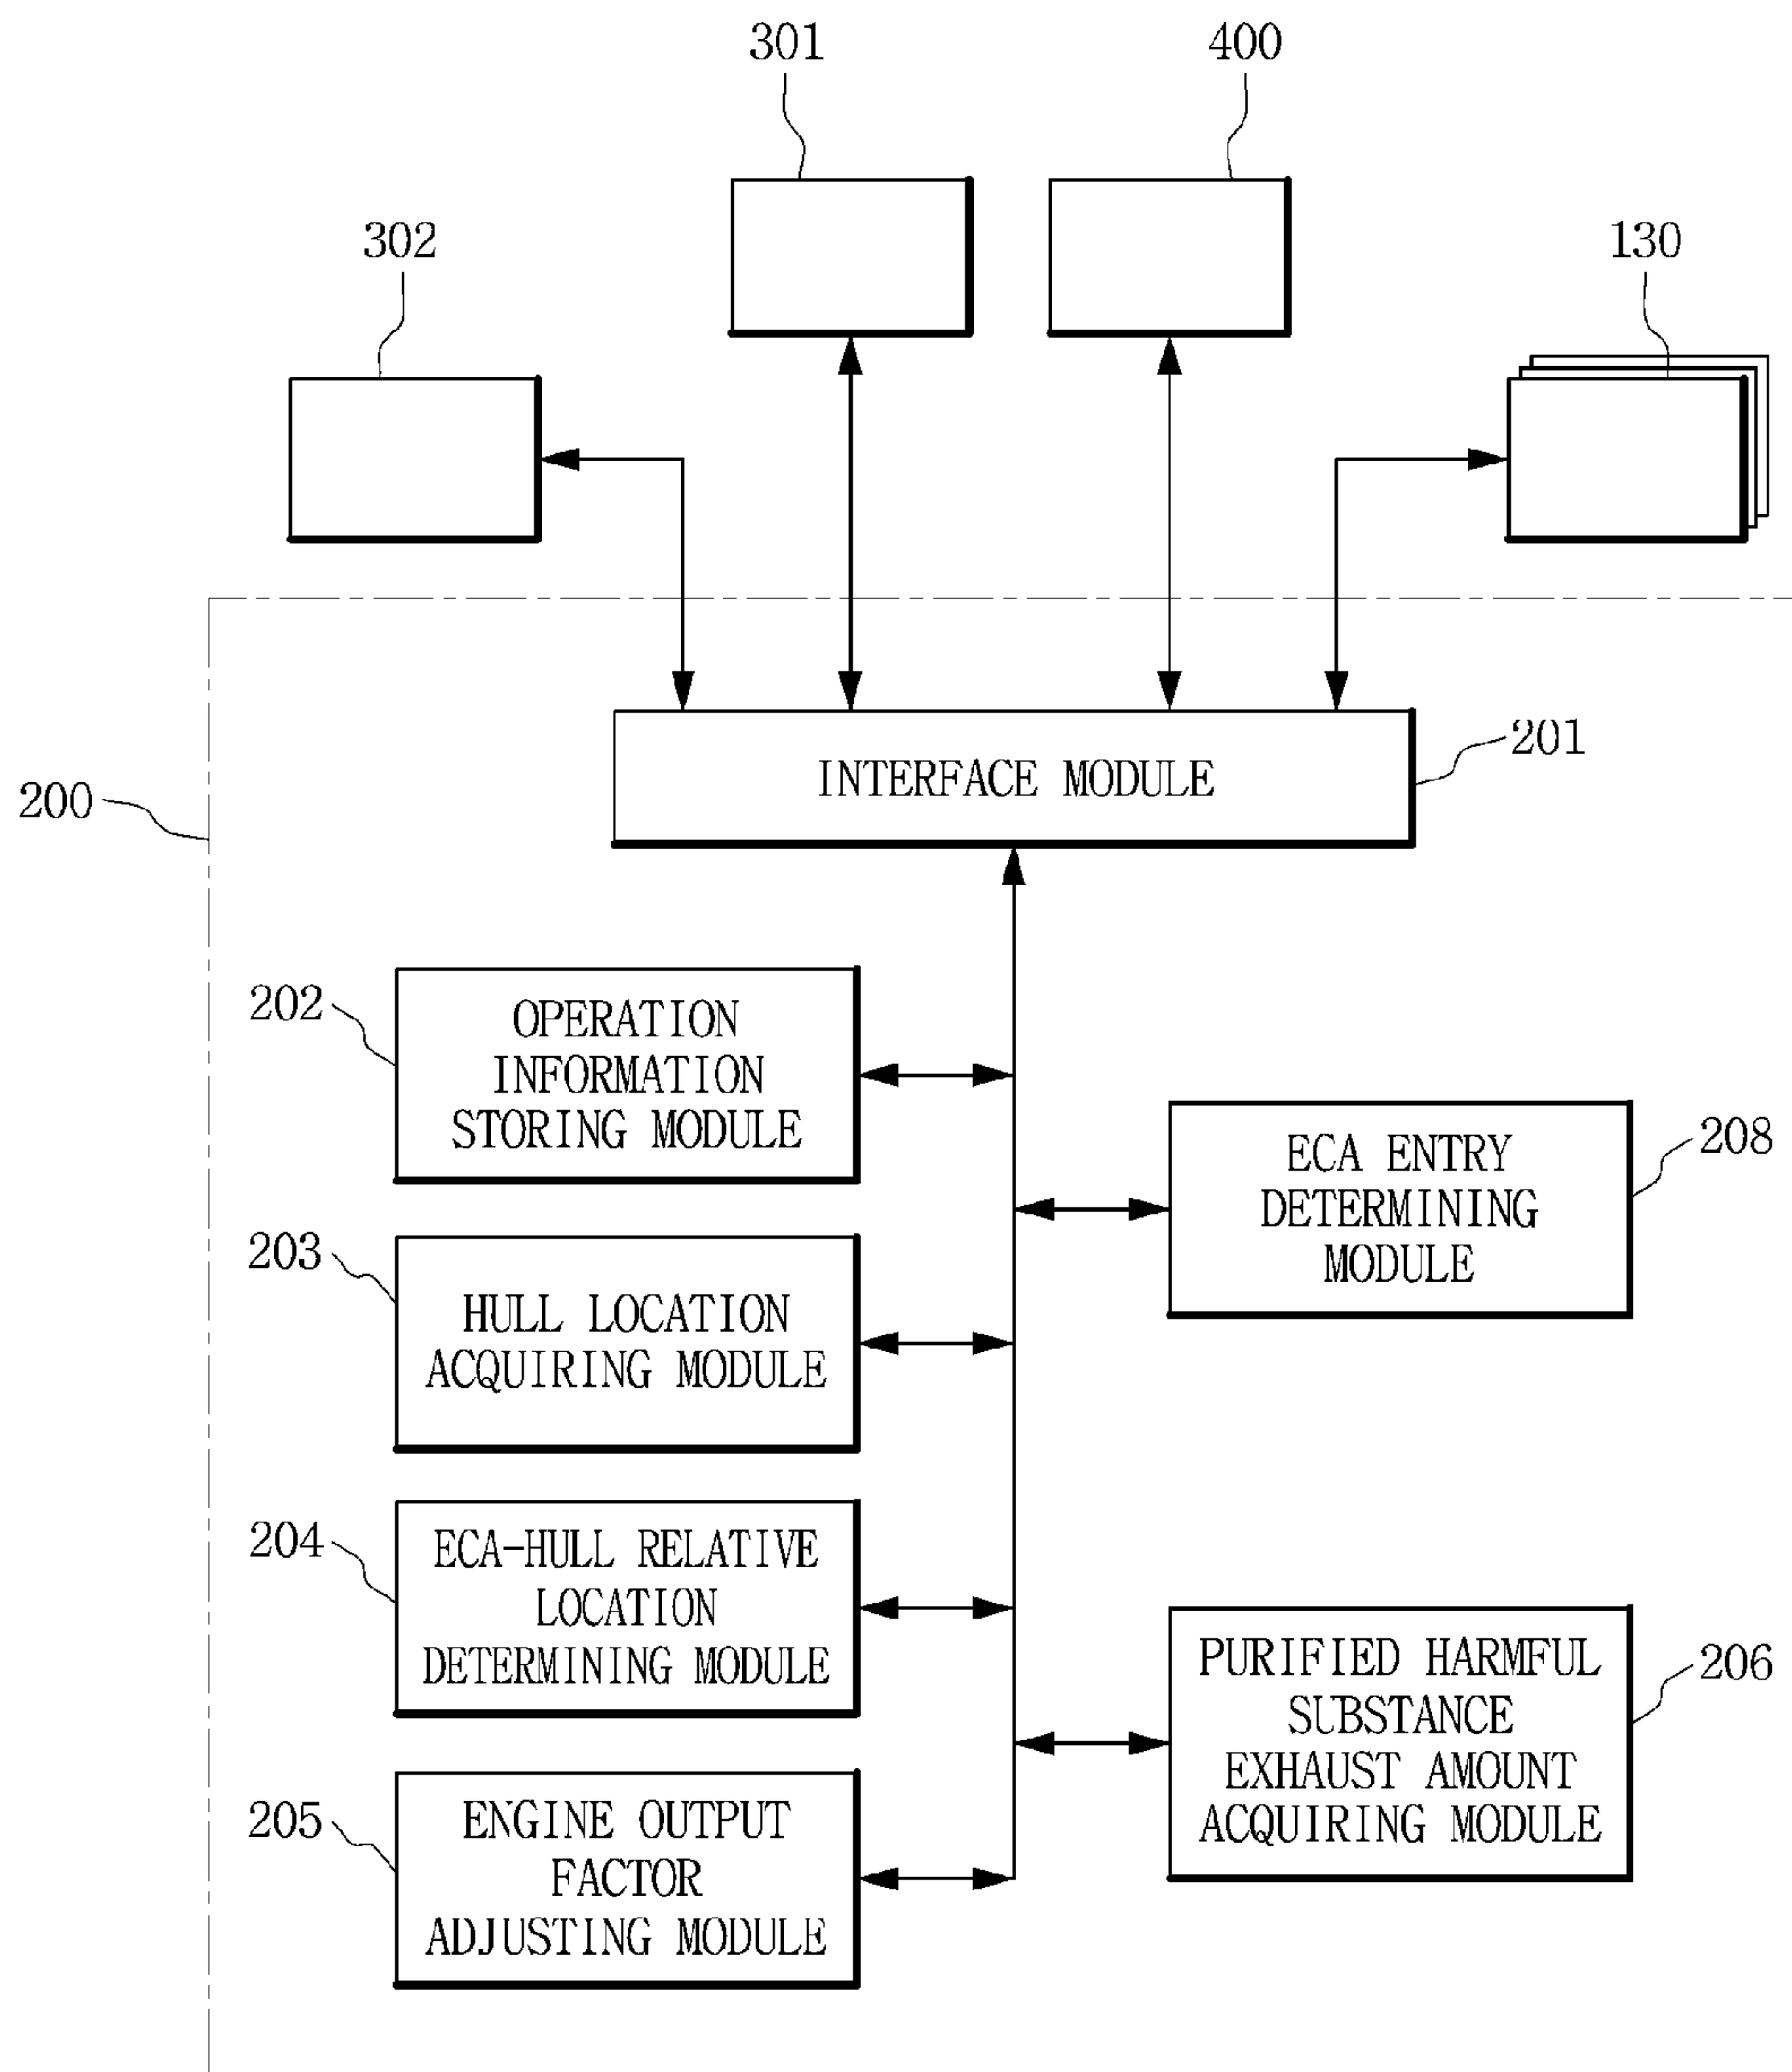 301
400
302
130
200
INTERFACE MODULE
201
202
OPERATION
INFORMATION
STORING MODULE
ECA ENTRY
DETERMINING
MODULE
208
203
HULL LOCATION
ACQUIRING MODULE
204
ECA-HULL RELATIVE
LOCATION
DETERMINING MODULE
PURIFIED HARMFUL
SUBSTANCE
EXHAUST AMOUNT
ACQUIRING MODULE
206
205
ENGINE OUTPUT
FACTOR
ADJUSTING MODULE